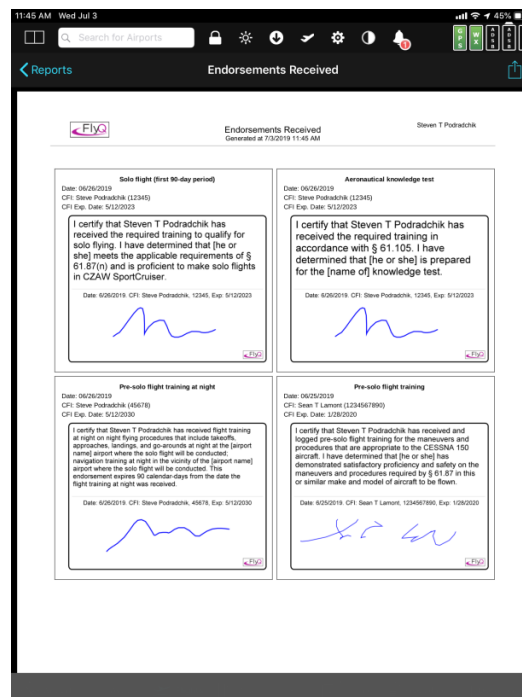 11:45 AM Wed Jul 3
45%
Search for Airports
1
GPS
WX
ADSB
ADSB
Reports
Endorsements Received
FlyQ
Endorsements Received
Generated at 7/3/2019 11:45 AM
Steven T Podradchik
Solo flight (first 90-day period)
Date: 06/26/2019
CFI: Steve Podradchik (12345)
CFI Exp. Date: 5/12/2023
I certify that Steven T Podradchik has
received the required training to qualify for
solo flying. I have determined that [he or
she] meets the applicable requirements of §
61.87(n) and is proficient to make solo flights
in CZAW SportCruiser.
Date: 6/26/2019. CFI: Steve Podradchik, 12345, Exp: 5/12/2023
FlyQ
Aeronautical knowledge test
Date: 06/26/2019
CFI: Steve Podradchik (12345)
CFI Exp. Date: 5/12/2023
I certify that Steven T Podradchik has
received the required training in
accordance with § 61.105. I have
determined that [he or she] is prepared
for the [name of] knowledge test.
Date: 6/26/2019. CFI: Steve Podradchik, 12345, Exp: 5/12/2023
FlyQ
Pre-solo flight training at night
Date: 06/26/2019
CFI: Steve Podradchik (45678)
CFI Exp. Date: 5/12/2030
I certify that Steven T Podradchik has received flight training
at night on night flying procedures that include takeoffs,
approaches, landings, and go-arounds at night at the [airport
name] airport where the solo flight will be conducted;
navigation training at night in the vicinity of the [airport name]
airport where the solo flight will be conducted. This
endorsement expires 90 calendar-days from the date the
flight training at night was received.
Date: 6/26/2019. CFI: Steve Podradchik, 45678, Exp: 5/12/2030
FlyQ
Pre-solo flight training
Date: 06/25/2019
CFI: Sean T Lamont (1234567890)
CFI Exp. Date: 1/28/2020
I certify that Steven T Podradchik has received and
logged pre-solo flight training for the maneuvers and
procedures that are appropriate to the CESSNA 150
aircraft. I have determined that [he or she] has
demonstrated satisfactory proficiency and safety on the
maneuvers and procedures required by § 61.87 in this
or similar make and model of aircraft to be flown.
Date: 6/25/2019. CFI: Sean T Lamont, 1234567890, Exp: 1/28/2020
FlyQ